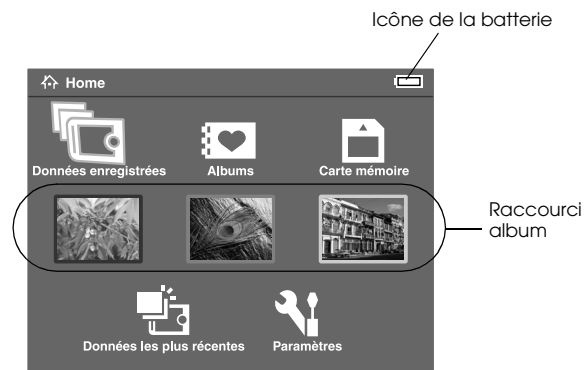 Icône de la batterie
Home
Données enregistrées
Albums
Carte mémoire
Raccourci
album
Données les plus récentes
Paramètres